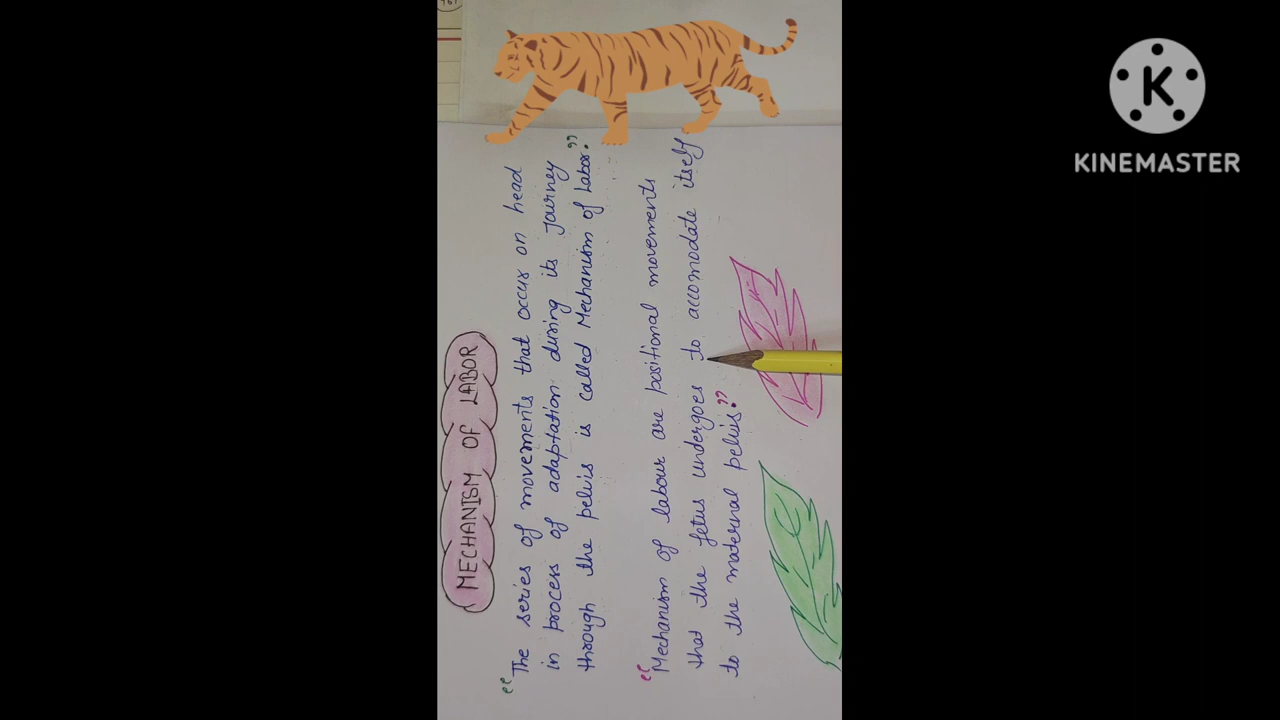 MECHANISM OF LABOR
"The series of movements that occur on head
in process of adaptation during its journey
through the pelvis is called Mechanism of Labor."
"Mechanism of labour are positional movements
that the fetus undergoes to accomodate itself
to the maternal pelvis"
KINEMASTER